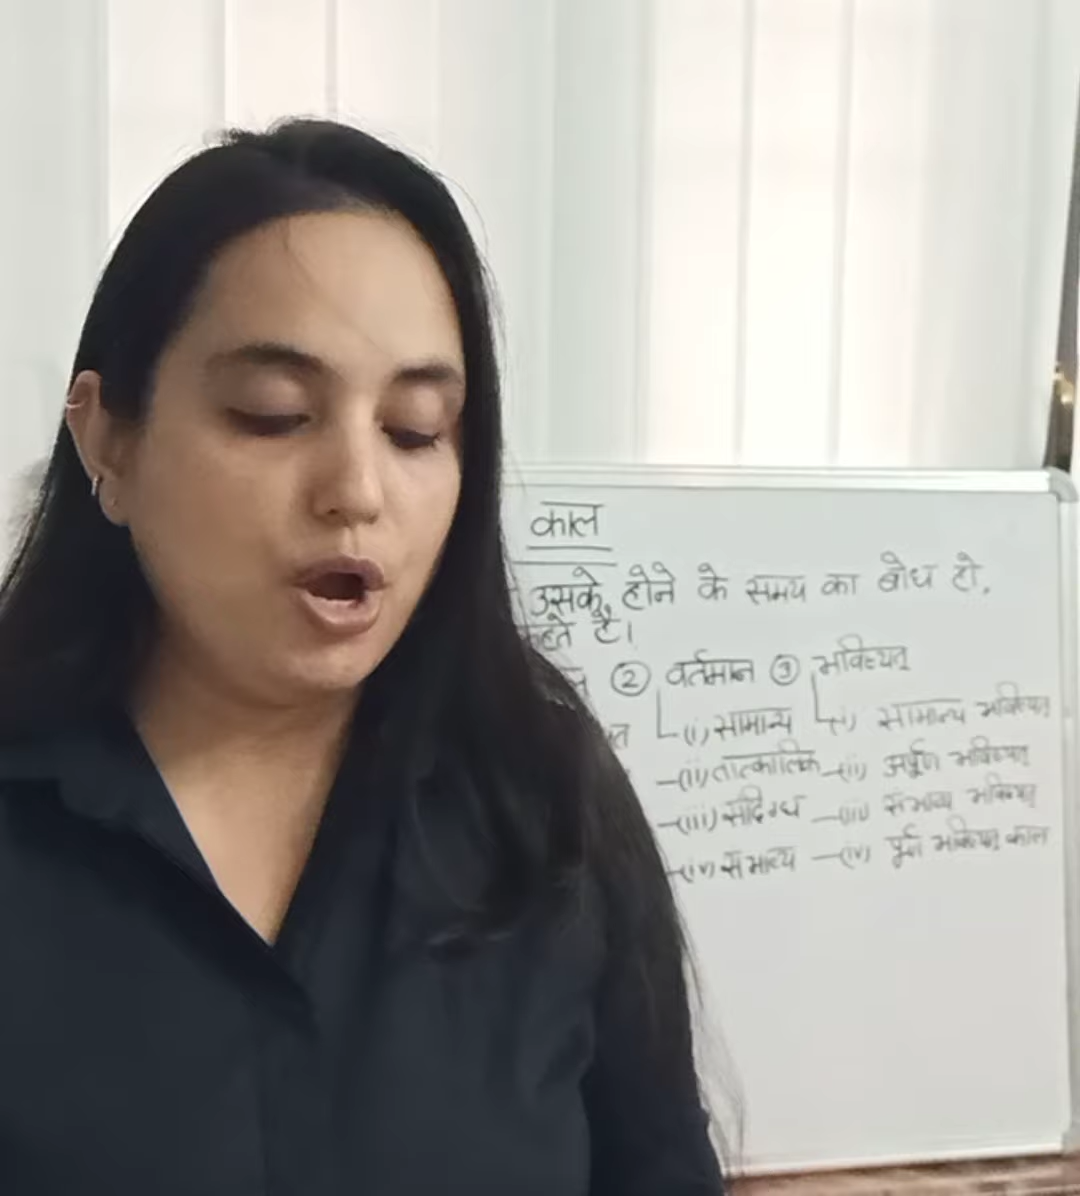 काल
उसके होने के समय का बोध हो,
कहते है।
② वर्तमान ③ भविष्यत्
(i) सामान्य (i) सामान्य भविष्यत्
(ii) तात्कालिक (ii) अपूर्ण भविष्यत्
(iii) संदिग्ध (iii) संभाव्य भविष्यत्
(iv) संभाव्य (iv) पूर्ण भविष्यत् काल